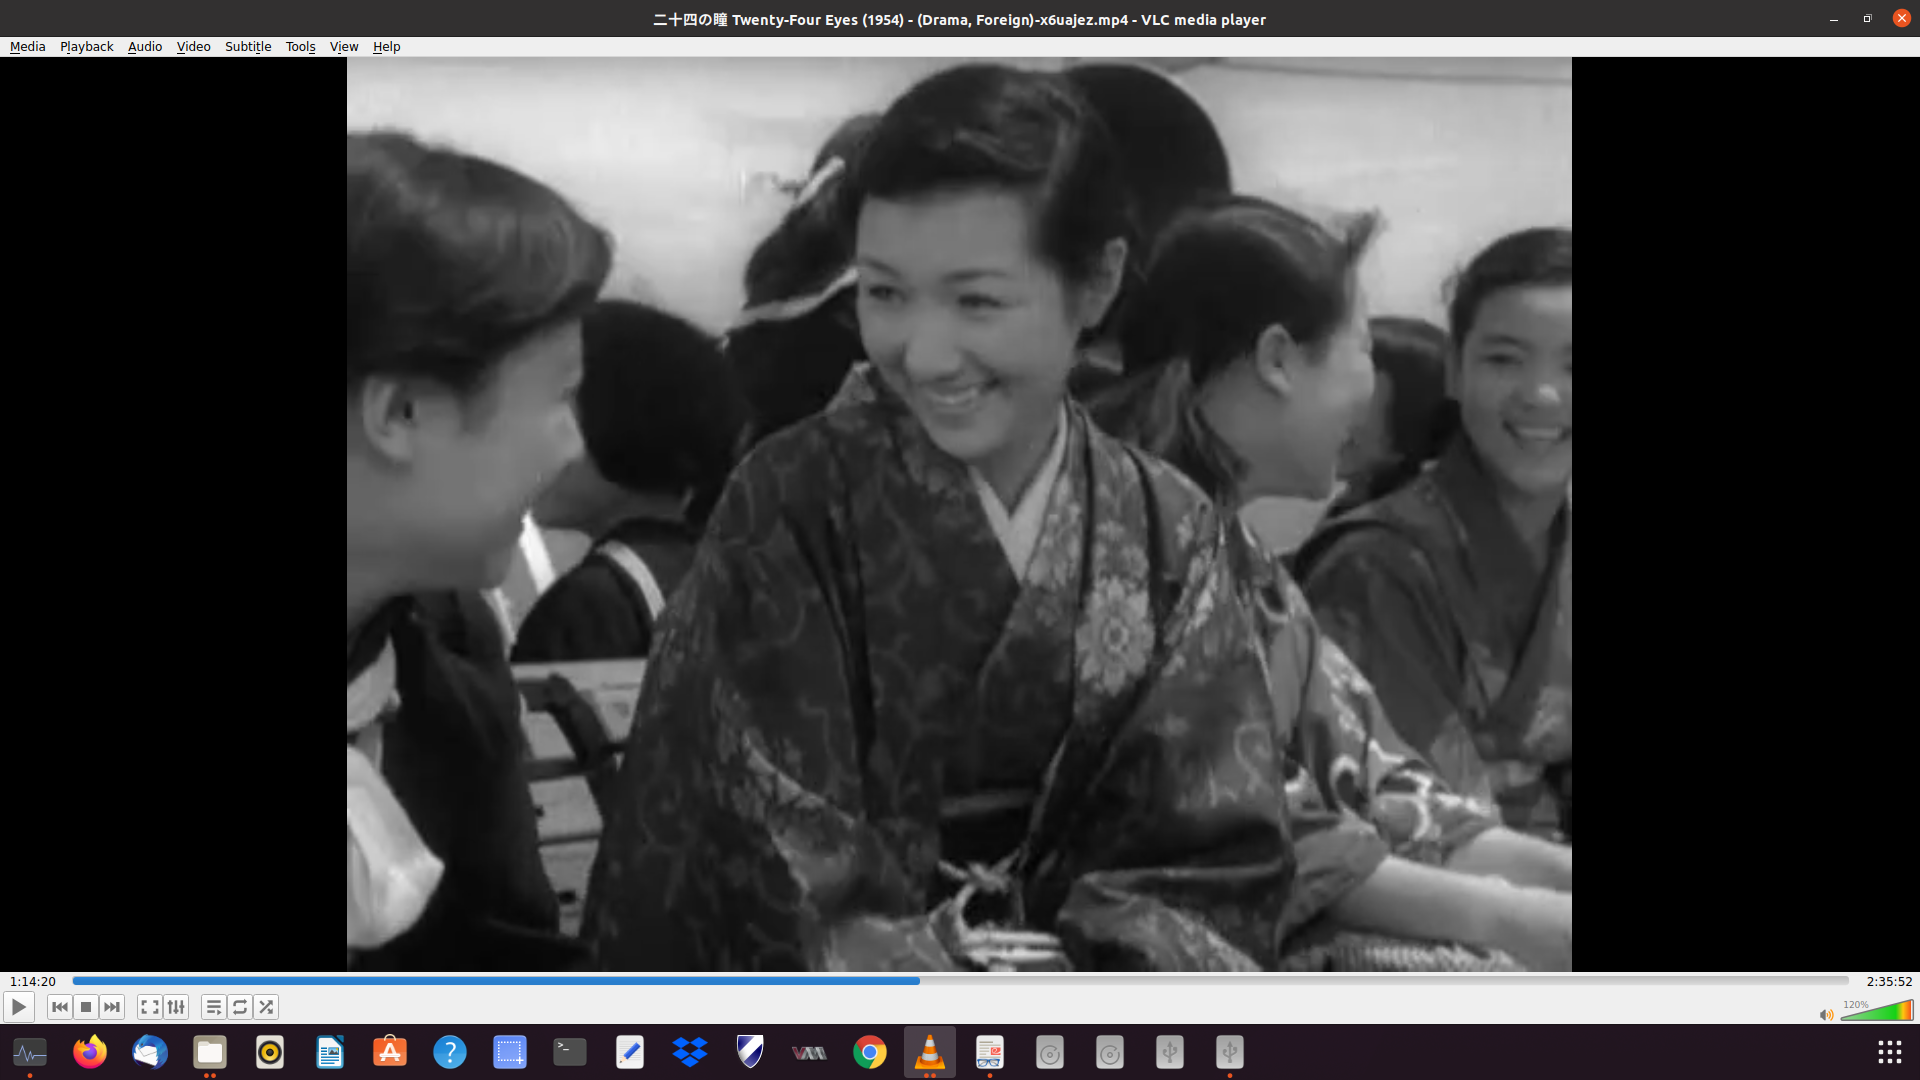 二十四の瞳 Twenty-Four Eyes (1954) - (Drama, Foreign)-x6uajez.mp4 - VLC media player
Media Playback Audio Video Subtitle Tools View Help
1:14:20 2:35:52
120%